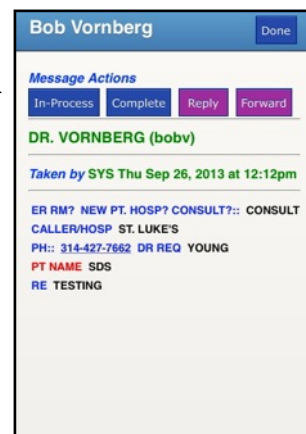 Bob Vornberg
Done
Message Actions
In-Process Complete Reply Forward
DR. VORNBERG (bobv)
Taken by SYS Thu Sep 26, 2013 at 12:12pm
ER RM? NEW PT. HOSP? CONSULT?:: CONSULT
CALLER/HOSP ST. LUKE'S
PH:: 314-427-7662 DR REQ YOUNG
PT NAME SDS
RE TESTING